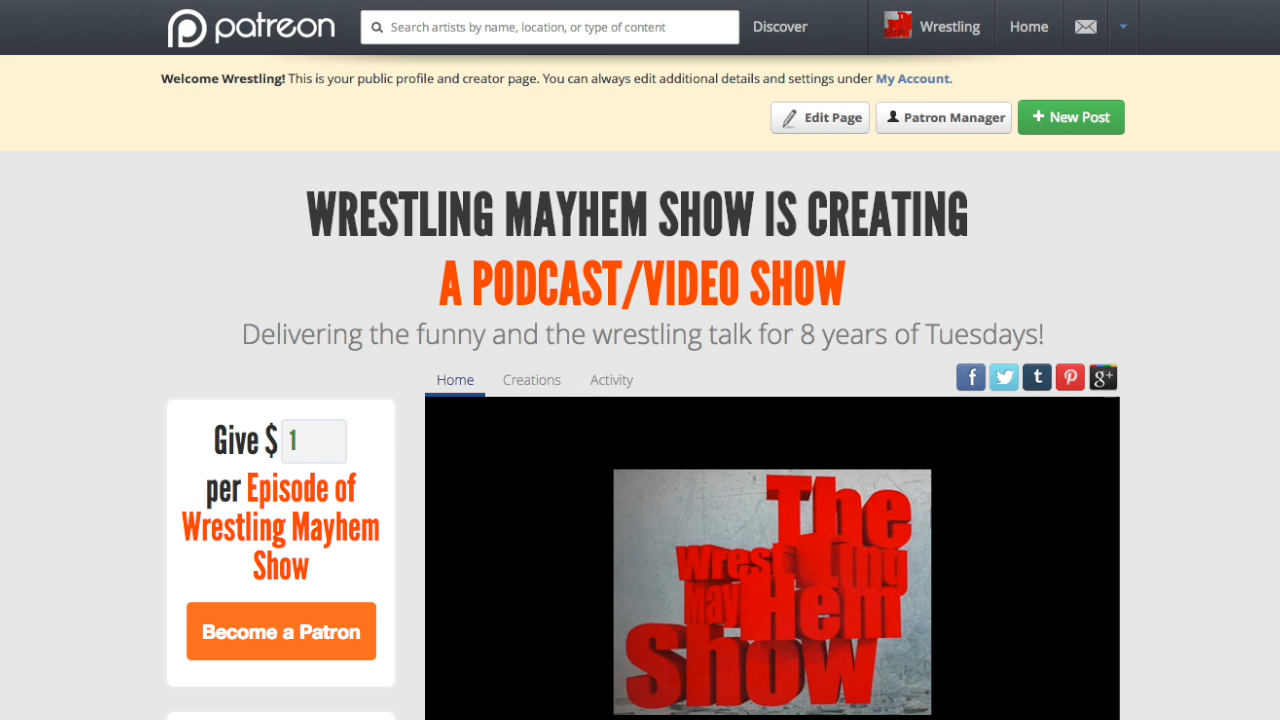 patreon
Search artists by name, location, or type of content
Discover
Wrestling
Home
Welcome Wrestling! This is your public profile and creator page. You can always edit additional details and settings under My Account.
Edit Page
Patron Manager
+ New Post
WRESTLING MAYHEM SHOW IS CREATING
A PODCAST/VIDEO SHOW
Delivering the funny and the wrestling talk for 8 years of Tuesdays!
Home
Creations
Activity
f
t
g+
Give $ 1
per Episode of
Wrestling Mayhem
Show
Become a Patron
The
Wrestling
MayHem
Show